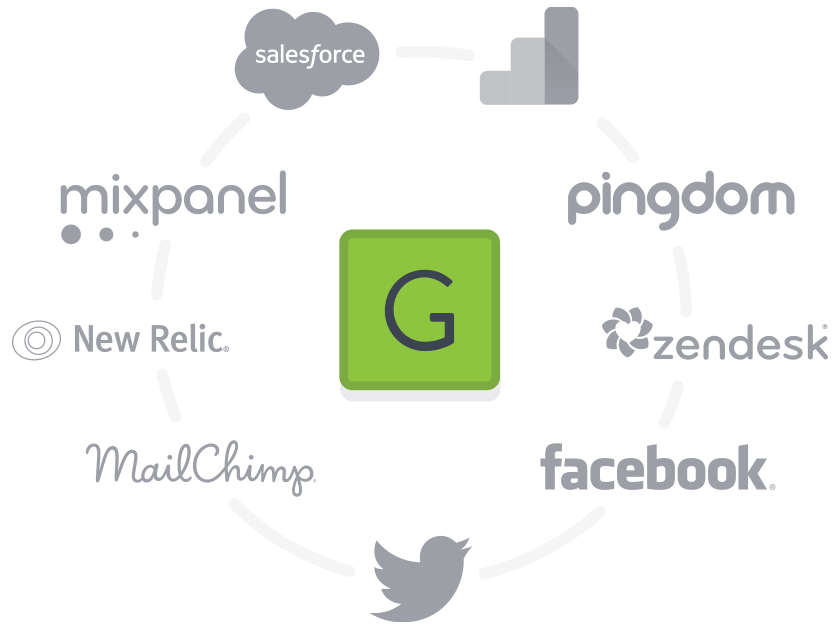 salesforce
mixpanel
pingdom
G
New Relic®
zendesk®
MailChimp®
facebook®